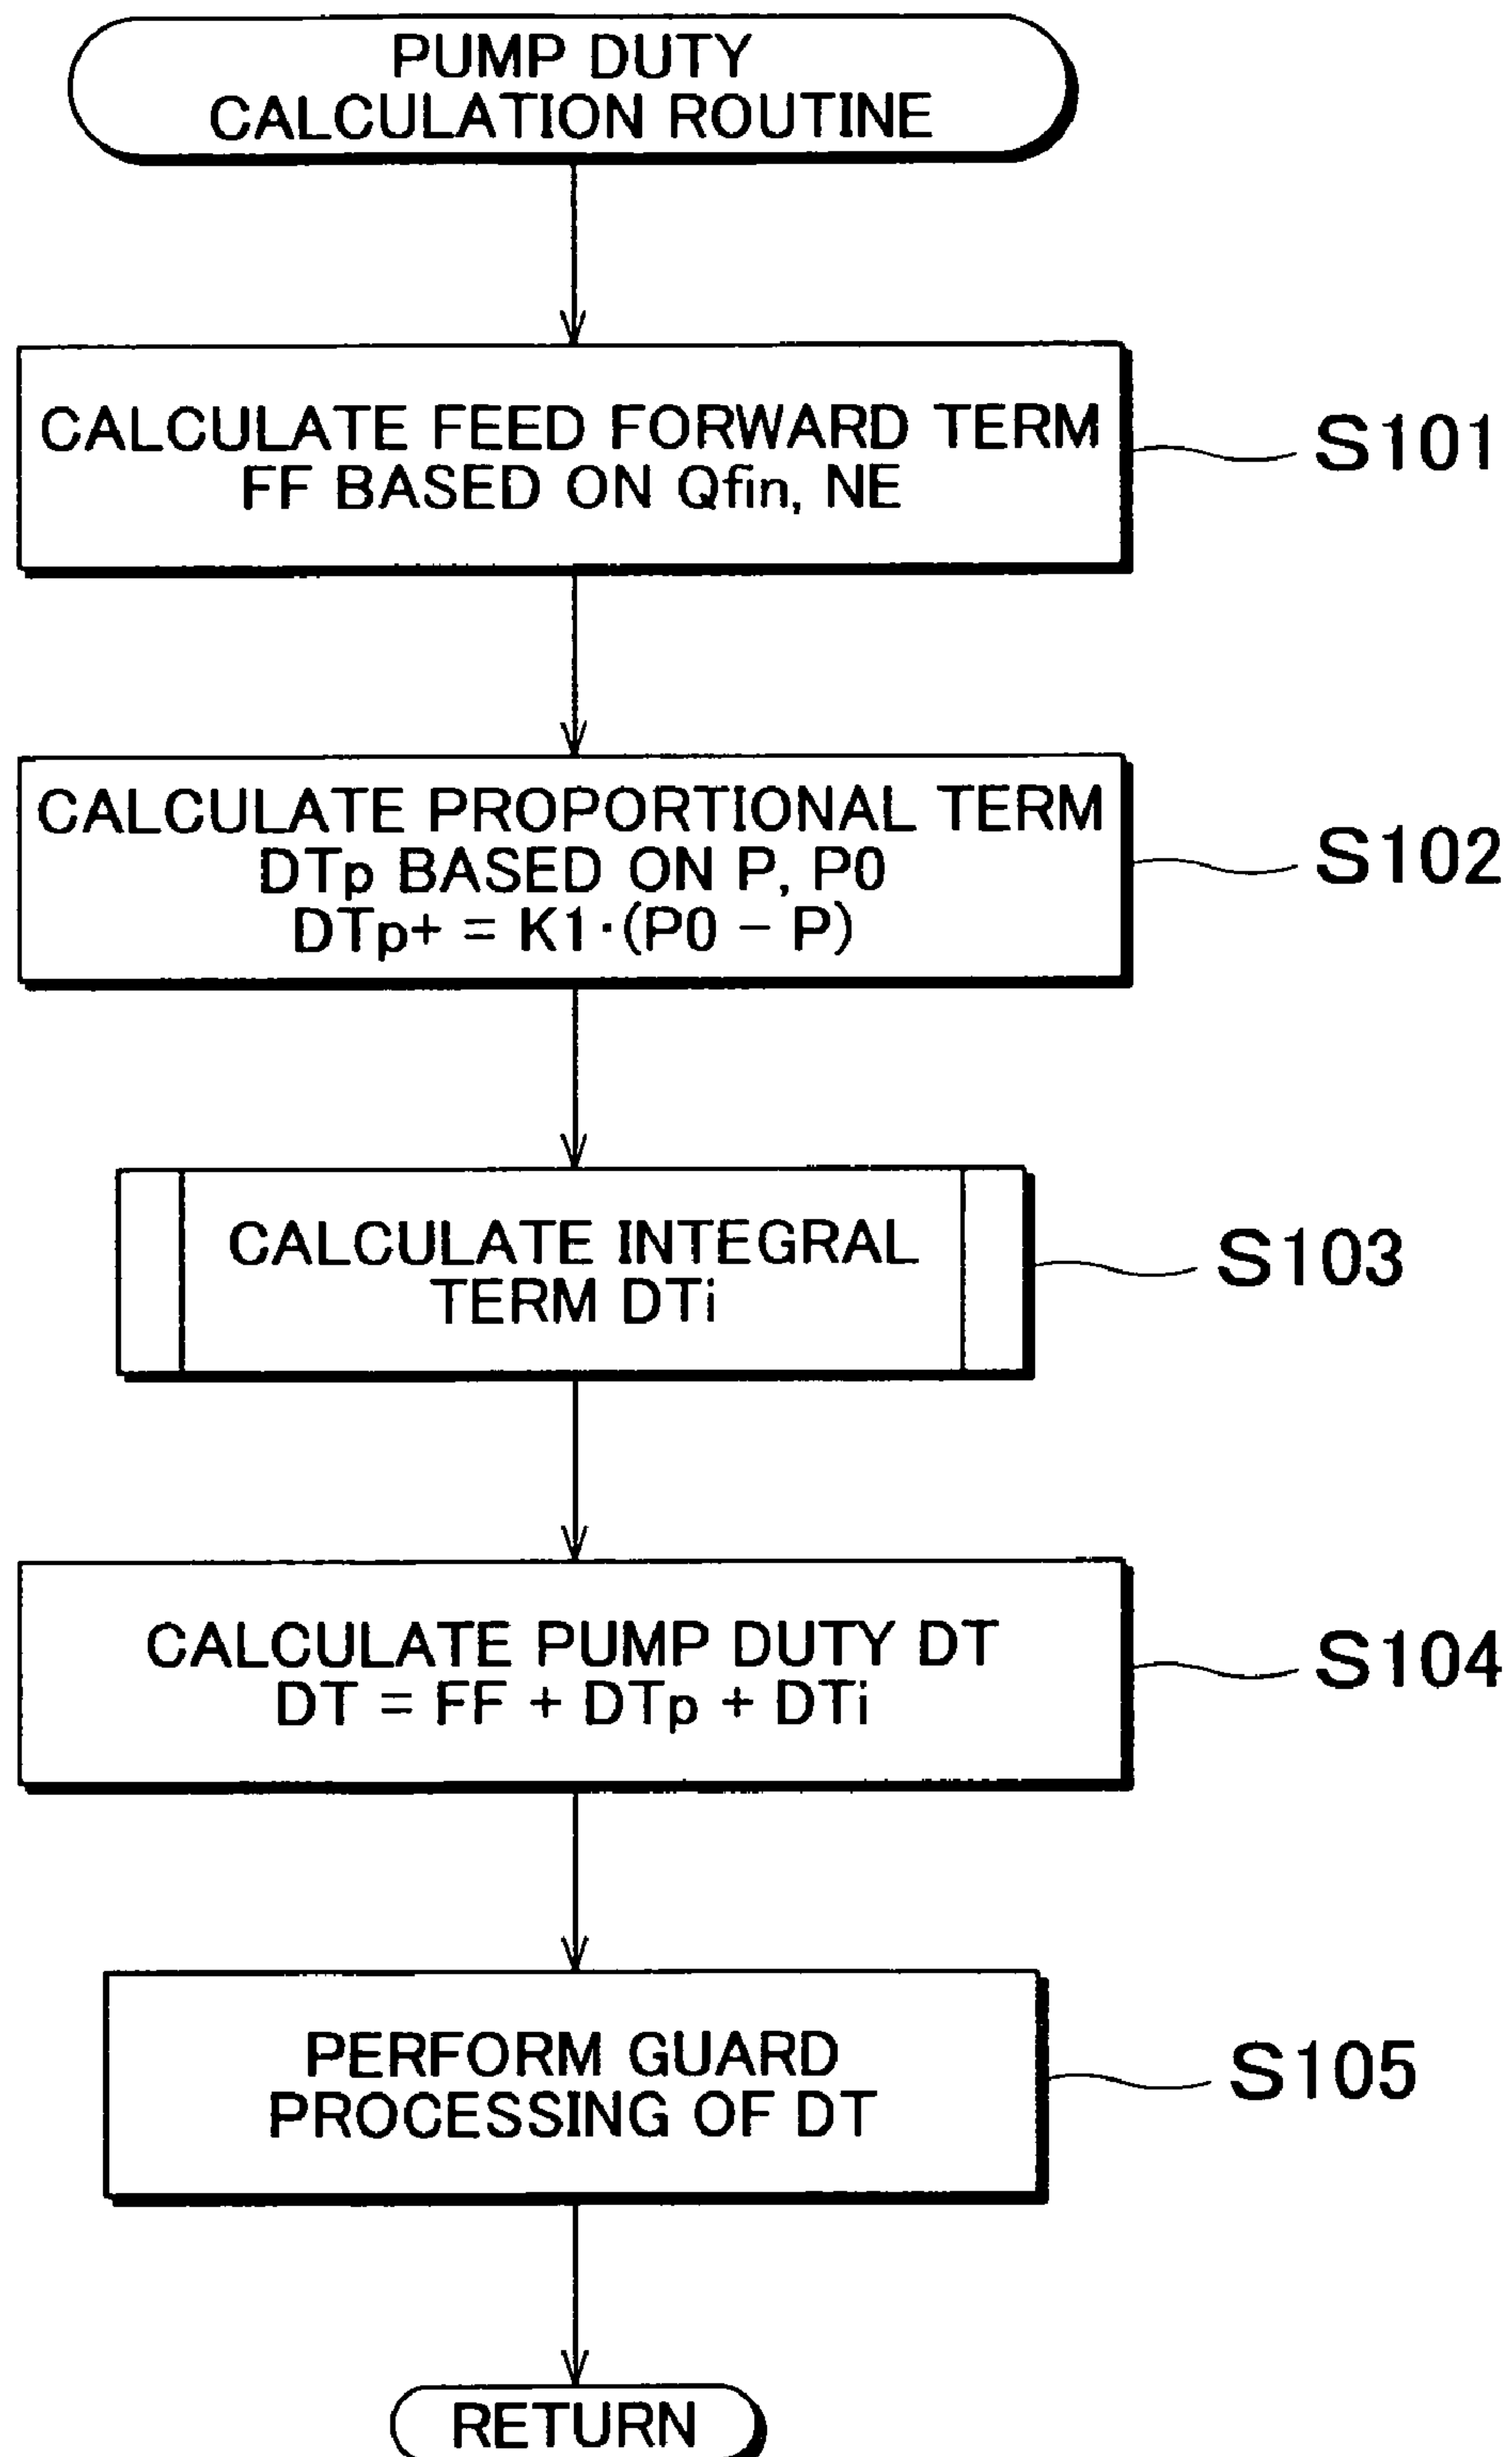 PUMP DUTY
CALCULATION ROUTINE
CALCULATE FEED FORWARD TERM
FF BASED ON Qfin, NE
S101
CALCULATE PROPORTIONAL TERM
DTp BASED ON P, P0
DTp+ = K1·(P0 − P)
S102
CALCULATE INTEGRAL
TERM DTi
S103
CALCULATE PUMP DUTY DT
DT = FF + DTp + DTi
S104
PERFORM GUARD
PROCESSING OF DT
S105
RETURN